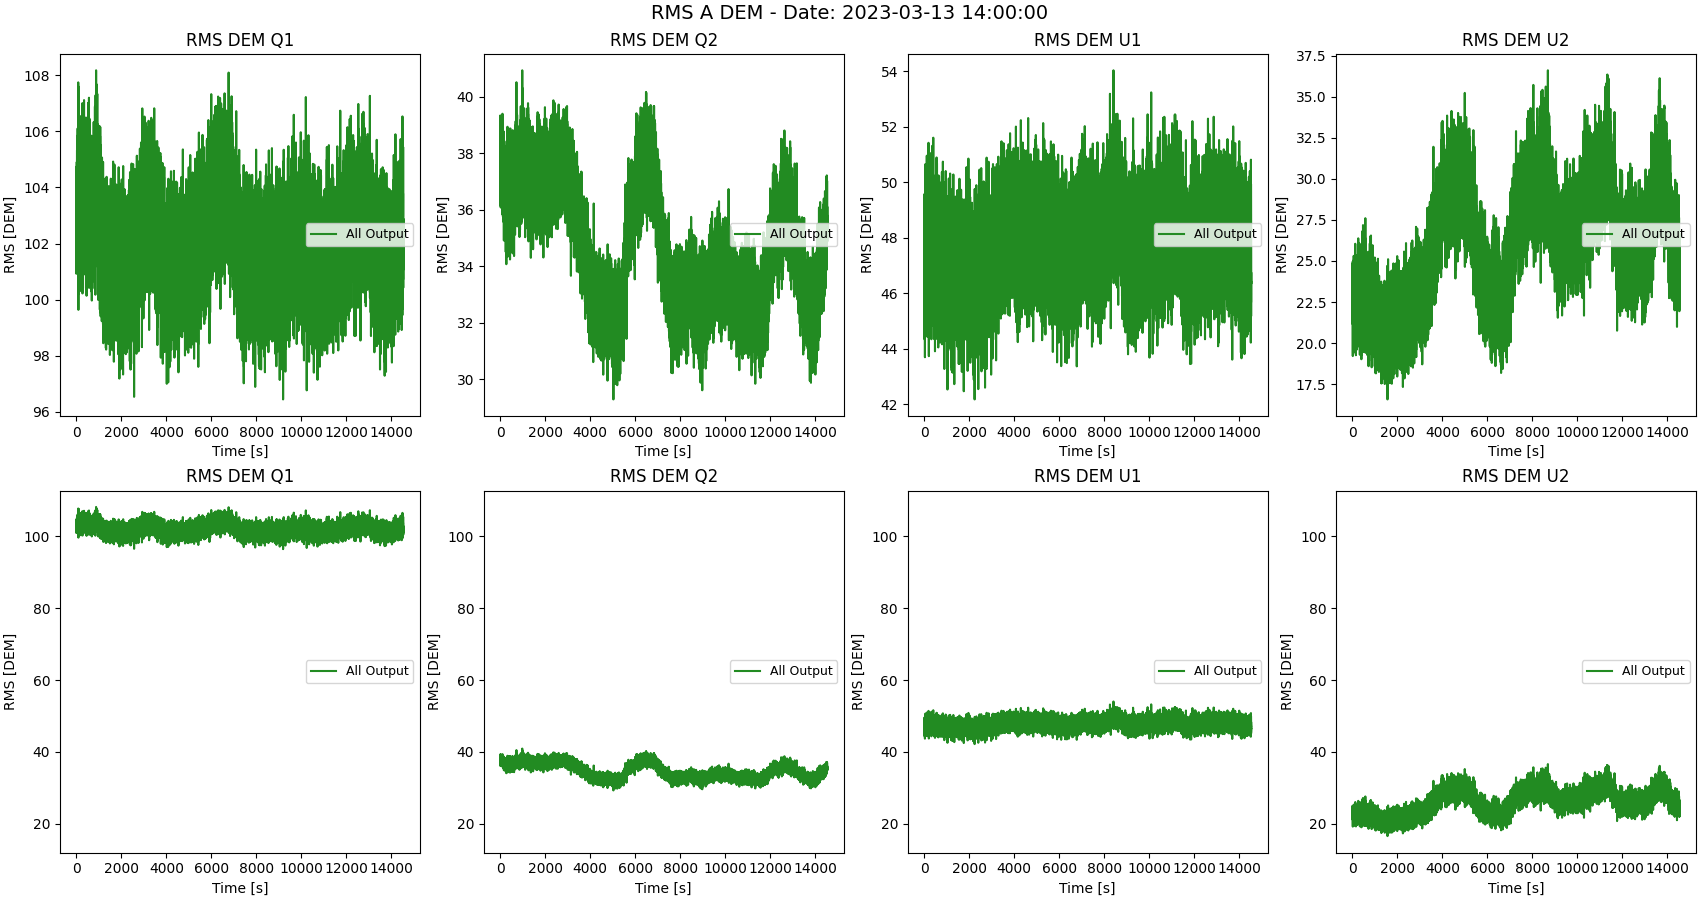 RMS A DEM - Date: 2023-03-13 14:00:00
RMS DEM Q1
RMS [DEM]
108
106
104
102
100
98
96
All Output
0 2000 4000 6000 8000 10000 12000 14000
Time [s]
RMS DEM Q2
RMS [DEM]
40
38
36
34
32
30
All Output
0 2000 4000 6000 8000 10000 12000 14000
Time [s]
RMS DEM U1
RMS [DEM]
54
52
50
48
46
44
42
All Output
0 2000 4000 6000 8000 10000 12000 14000
Time [s]
RMS DEM U2
RMS [DEM]
37.5
35.0
32.5
30.0
27.5
25.0
22.5
20.0
17.5
All Output
0 2000 4000 6000 8000 10000 12000 14000
Time [s]
RMS DEM Q1
RMS [DEM]
100
80
60
40
20
All Output
0 2000 4000 6000 8000 10000 12000 14000
Time [s]
RMS DEM Q2
RMS [DEM]
100
80
60
40
20
All Output
0 2000 4000 6000 8000 10000 12000 14000
Time [s]
RMS DEM U1
RMS [DEM]
100
80
60
40
20
All Output
0 2000 4000 6000 8000 10000 12000 14000
Time [s]
RMS DEM U2
RMS [DEM]
100
80
60
40
20
All Output
0 2000 4000 6000 8000 10000 12000 14000
Time [s]